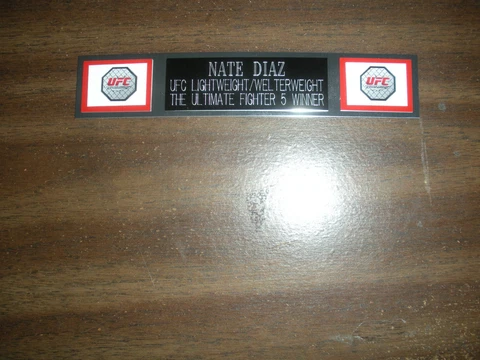 UFC
NATE DIAZ
UFC LIGHTWEIGHT/WELTERWEIGHT
THE ULTIMATE FIGHTER 5 WINNER
UFC